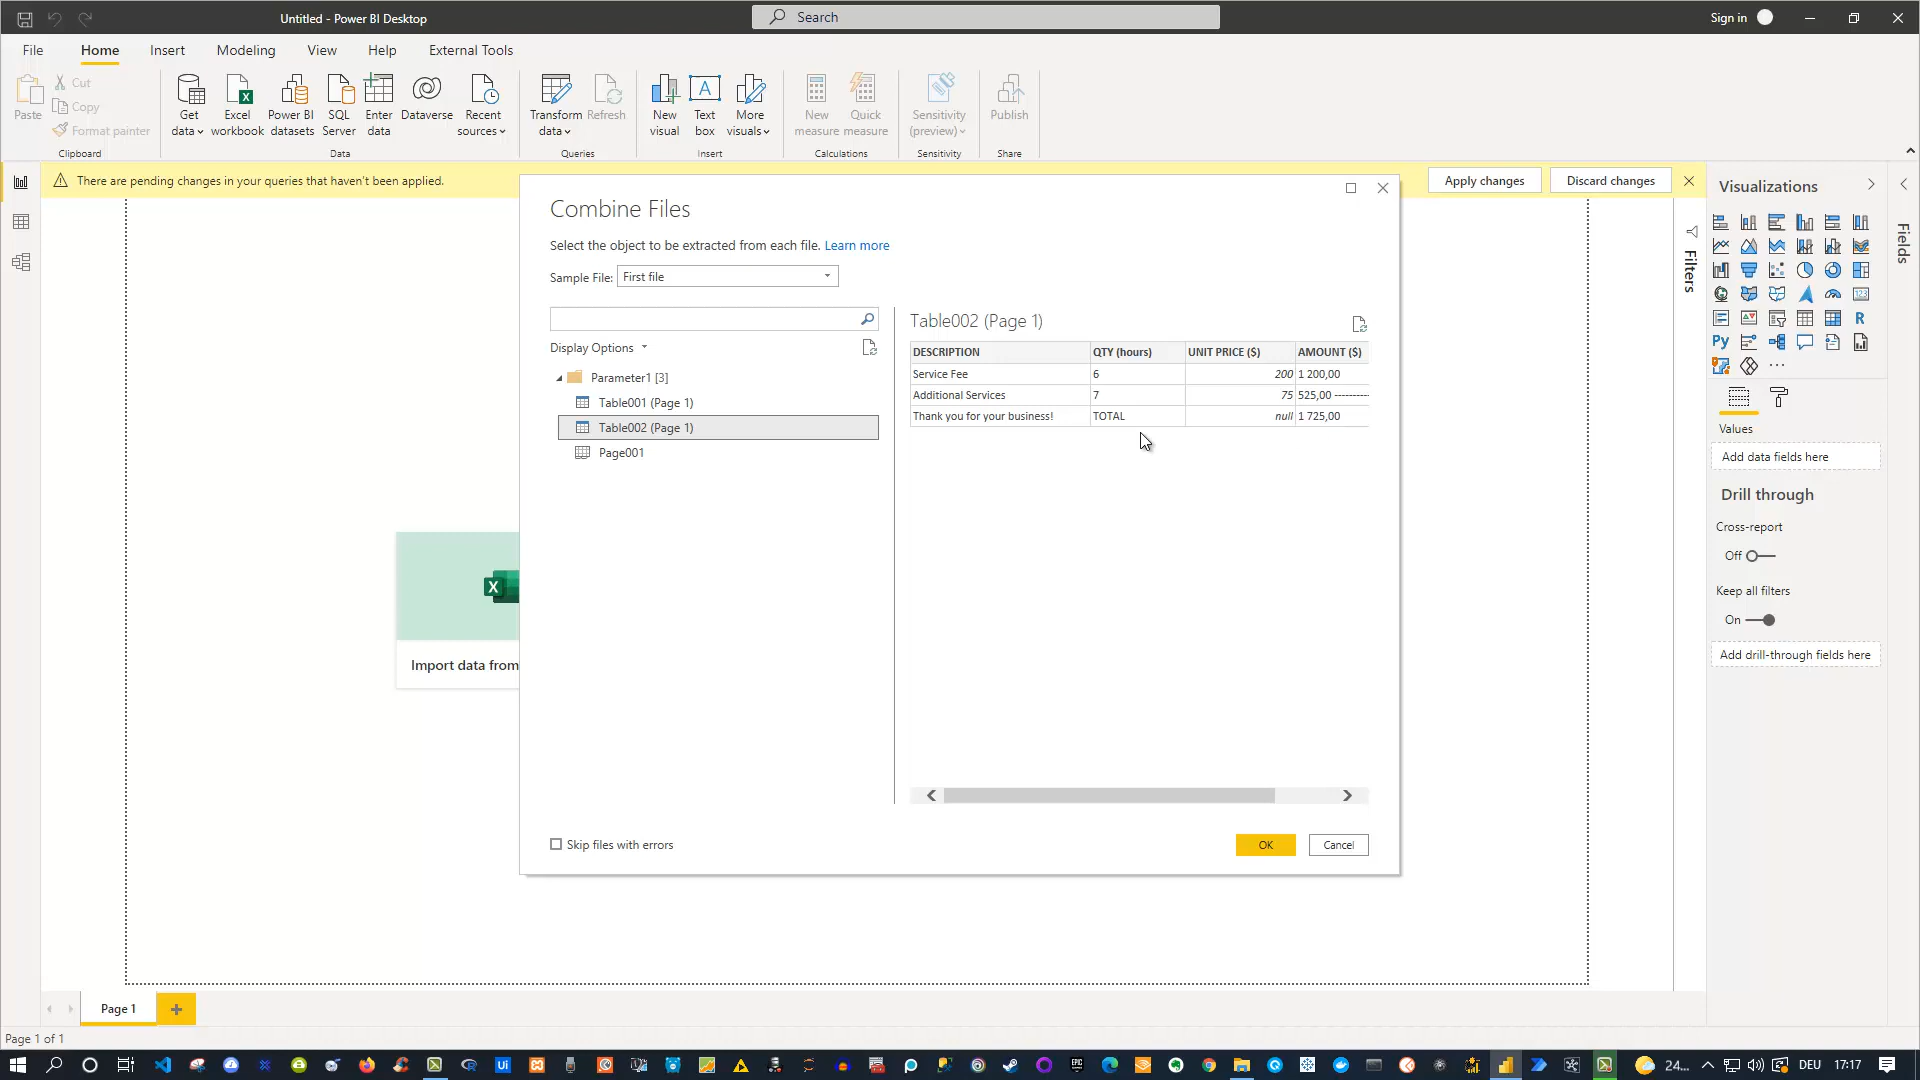 Untitled - Power BI Desktop
Search
Sign in
File
Home
Insert
Modeling
View
Help
External Tools
Paste
Cut
Copy
Format painter
Clipboard
Get data
Excel workbook
Power BI datasets
SQL Server
Enter data
Dataverse
Recent sources
Data
Transform data
Refresh
Queries
New visual
Text box
More visuals
Insert
New measure
Quick measure
Calculations
Sensitivity (preview)
Sensitivity
Publish
Share
There are pending changes in your queries that haven't been applied.
Apply changes
Discard changes
Combine Files
Select the object to be extracted from each file. Learn more
Sample File: First file
Display Options
Parameter1 [3]
Table001 (Page 1)
Table002 (Page 1)
Page001
Table002 (Page 1)
DESCRIPTION QTY (hours) UNIT PRICE ($) AMOUNT ($)
Service Fee 6 200 1 200,00
Additional Services 7 75 525,00 ----------
Thank you for your business! TOTAL null 1 725,00
Skip files with errors
OK
Cancel
Import data from
Filters
Visualizations
Fields
Values
Add data fields here
Drill through
Cross-report
Off
Keep all filters
On
Add drill-through fields here
Page 1
Page 1 of 1
24...
DEU
17:17